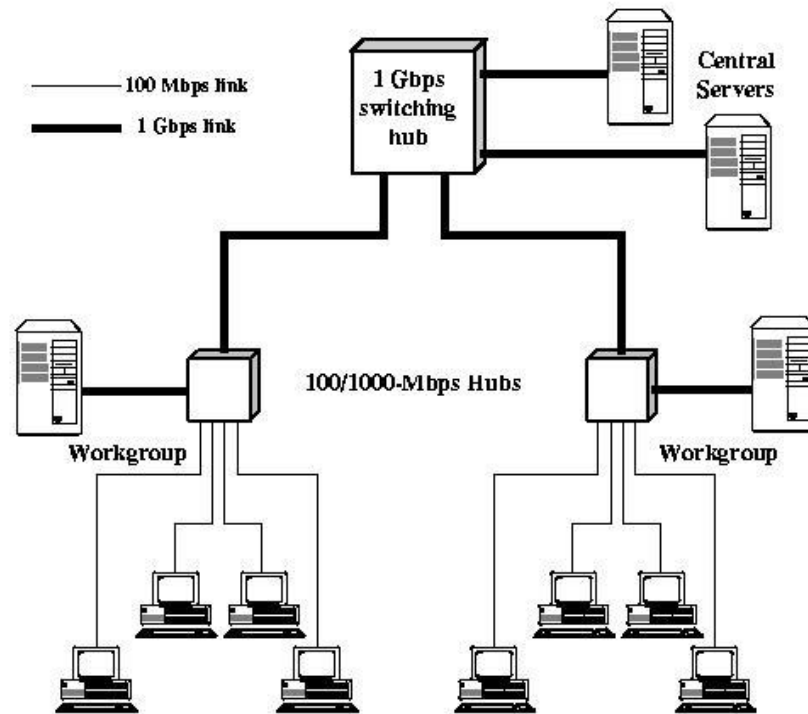 100 Mbps link
1 Gbps link
1 Gbps
switching
hub
Central
Servers
100/1000-Mbps Hubs
Workgroup
Workgroup